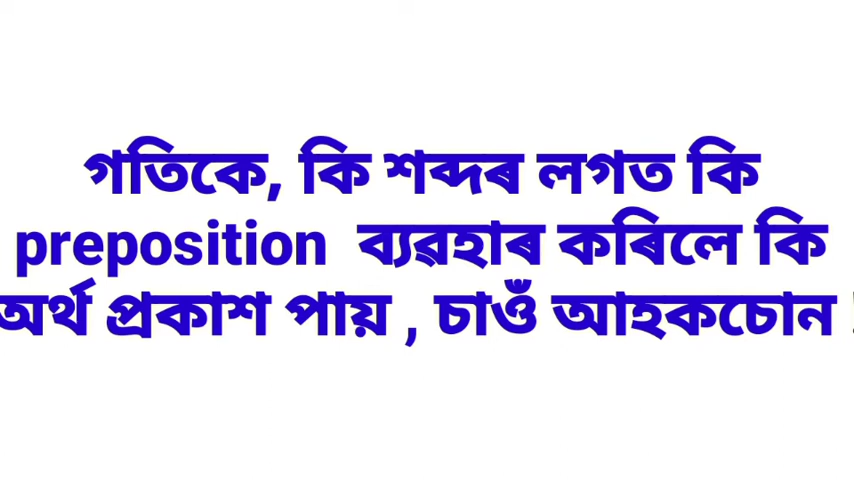 গতিকে, কি শব্দৰ লগত কি
preposition ব্যৱহাৰ কৰিলে কি
অৰ্থ প্ৰকাশ পায় , চাওঁ আহকচোন !